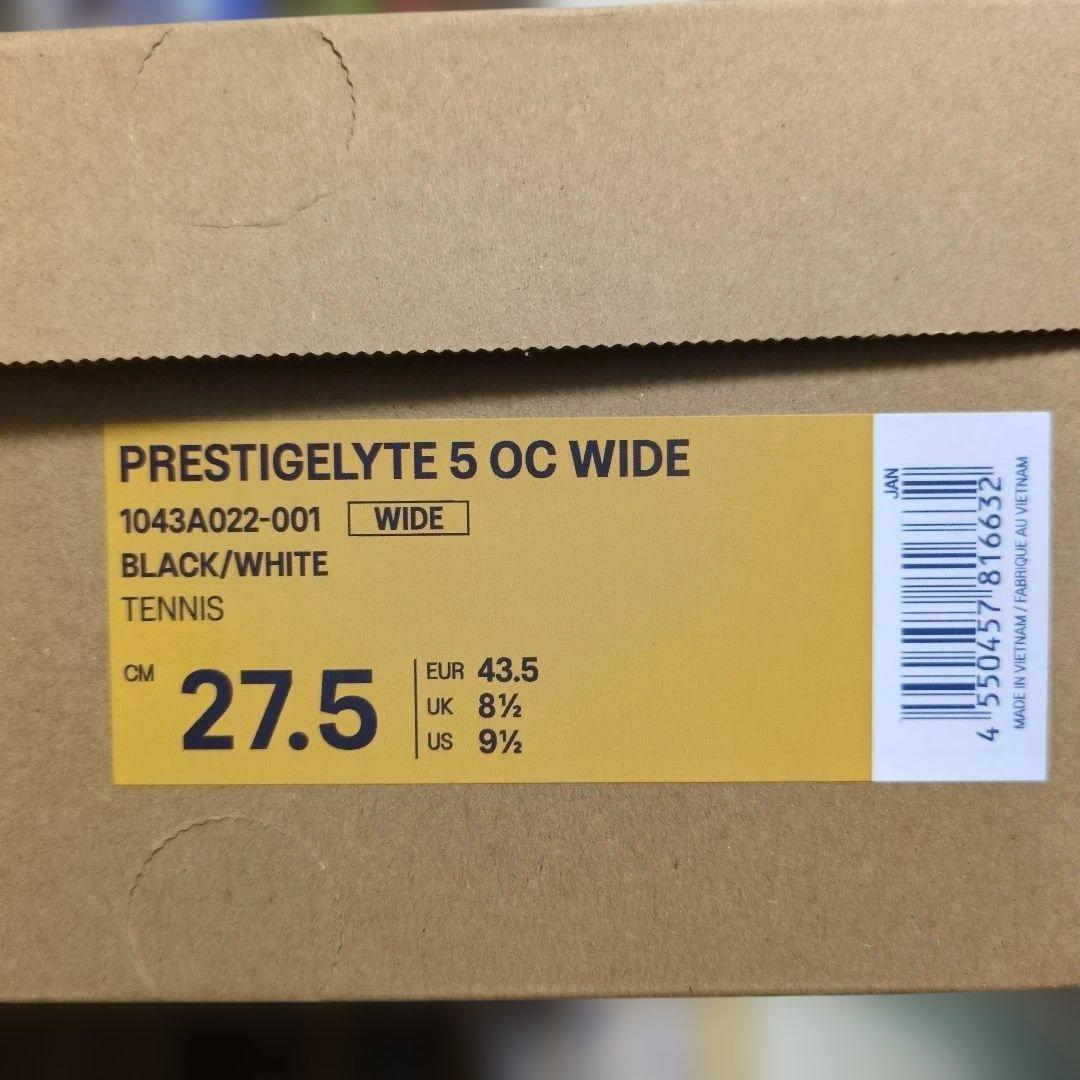 PRESTIGELYTE 5 OC WIDE
1043A022-001 WIDE
BLACK/WHITE
TENNIS
CM 27.5
EUR 43.5
UK 8½
US 9½
JAN
4 550457 816632
MADE IN VIETNAM / FABRIQUE AU VIETNAM